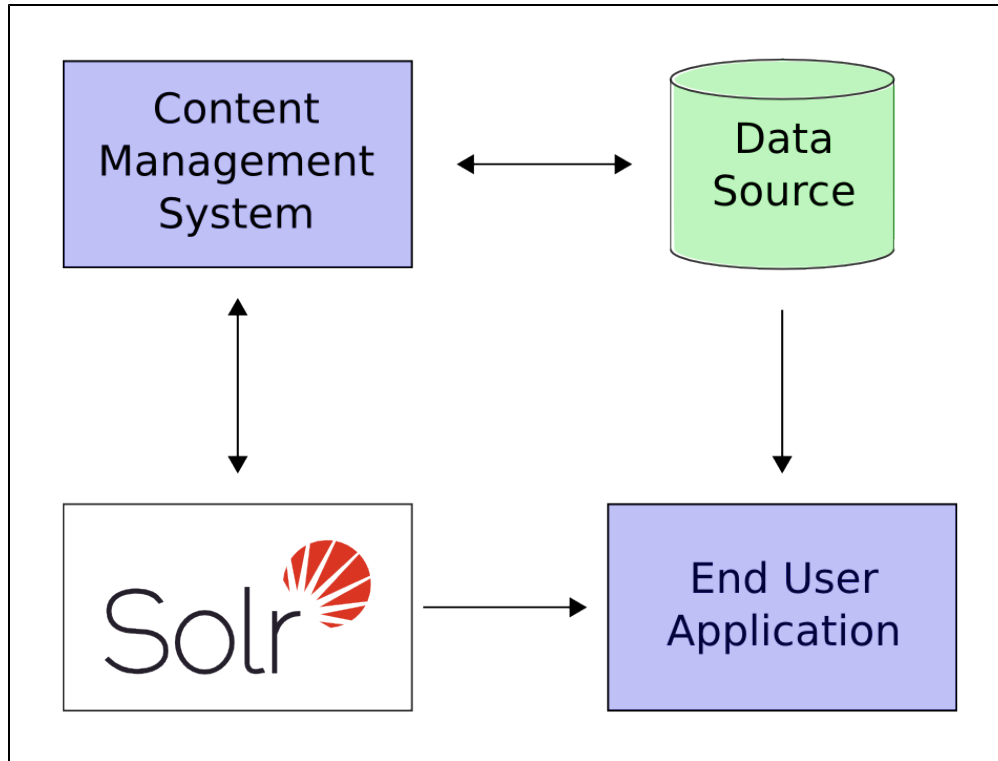 Content
Management
System
Data
Source
Solr
End User
Application